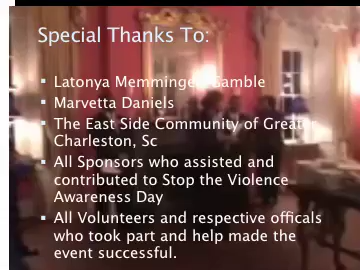 Special Thanks To:
Latonya Memminger Gamble
Marvetta Daniels
The East Side Community of Greater
Charleston, Sc
All Sponsors who assisted and
contributed to Stop the Violence
Awareness Day
All Volunteers and respective officals
who took part and help made the
event successful.